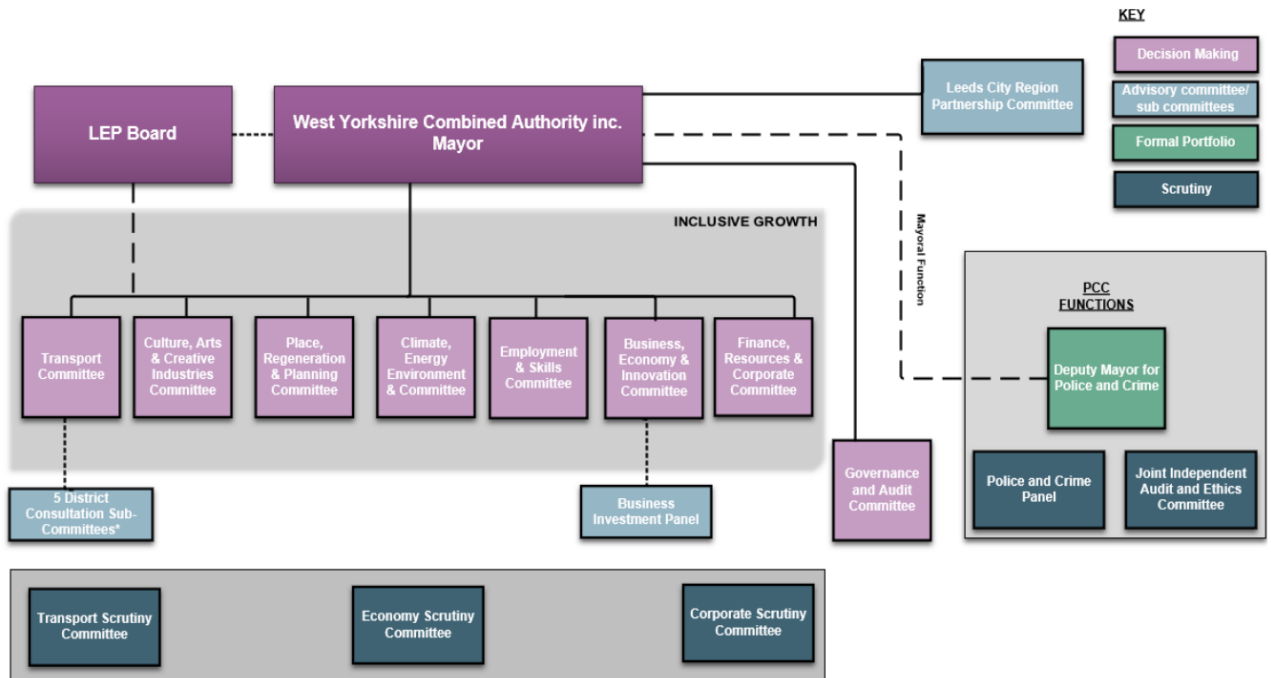 KEY
Decision Making
Advisory committee/
sub committees
Formal Portfolio
Scrutiny
Leeds City Region
Partnership Committee
LEP Board
West Yorkshire Combined Authority inc.
Mayor
INCLUSIVE GROWTH
Mayoral Function
Transport
Committee
Culture, Arts
& Creative
Industries
Committee
Place,
Regeneration
& Planning
Committee
Climate,
Energy
Environment
& Committee
Employment
& Skills
Committee
Business,
Economy &
Innovation
Committee
Finance,
Resources &
Corporate
Committee
PCC
FUNCTIONS
Deputy Mayor for
Police and Crime
Police and Crime
Panel
Joint Independent
Audit and Ethics
Committee
Governance
and Audit
Committee
5 District
Consultation Sub-
Committees*
Business
Investment Panel
Transport Scrutiny
Committee
Economy Scrutiny
Committee
Corporate Scrutiny
Committee